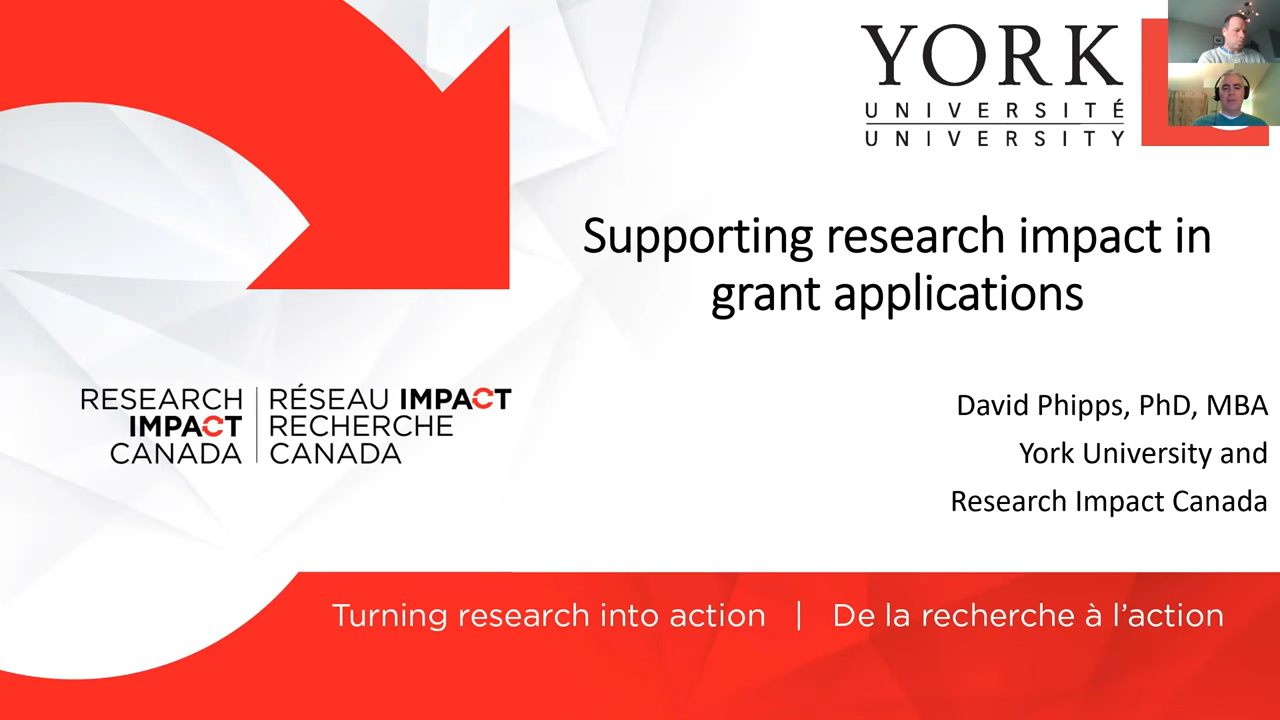 YORK
UNIVERSITÉ
UNIVERSITY
Supporting research impact in
grant applications
RESEARCH
IMPACT
CANADA
RÉSEAU IMPACT
RECHERCHE
CANADA
David Phipps, PhD, MBA
York University and
Research Impact Canada
Turning research into action | De la recherche à l’action